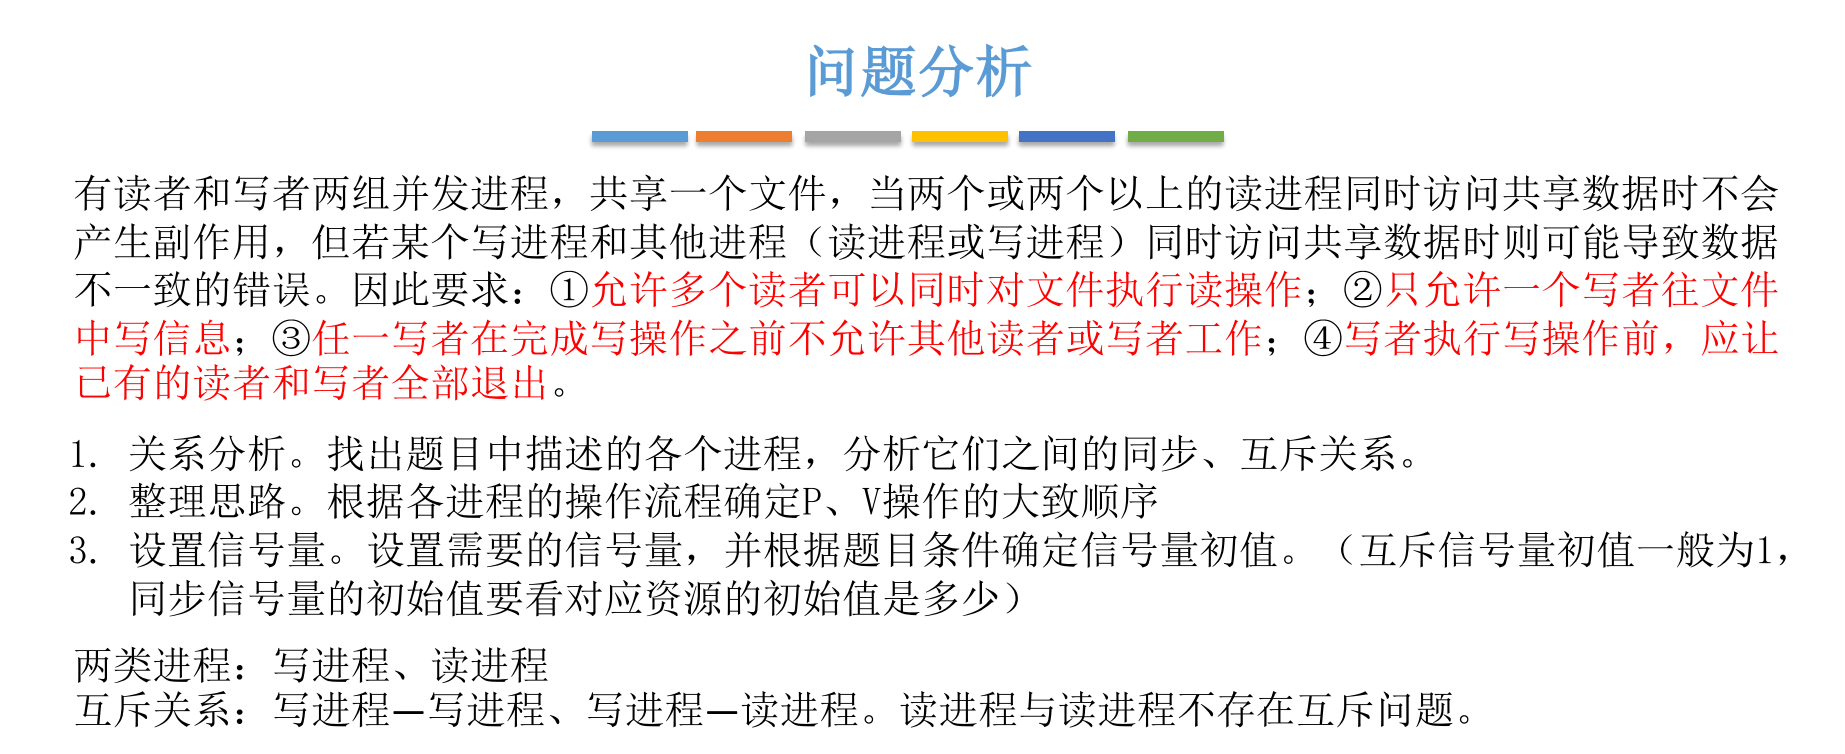 问题分析
有读者和写者两组并发进程，共享一个文件，当两个或两个以上的读进程同时访问共享数据时不会
产生副作用，但若某个写进程和其他进程（读进程或写进程）同时访问共享数据时则可能导致数据
不一致的错误。因此要求：①允许多个读者可以同时对文件执行读操作；②只允许一个写者往文件
中写信息；③任一写者在完成写操作之前不允许其他读者或写者工作；④写者执行写操作前，应让
已有的读者和写者全部退出。
1. 关系分析。找出题目中描述的各个进程，分析它们之间的同步、互斥关系。
2. 整理思路。根据各进程的操作流程确定P、V操作的大致顺序
3. 设置信号量。设置需要的信号量，并根据题目条件确定信号量初值。（互斥信号量初值一般为1，
同步信号量的初始值要看对应资源的初始值是多少）
两类进程：写进程、读进程
互斥关系：写进程—写进程、写进程—读进程。读进程与读进程不存在互斥问题。